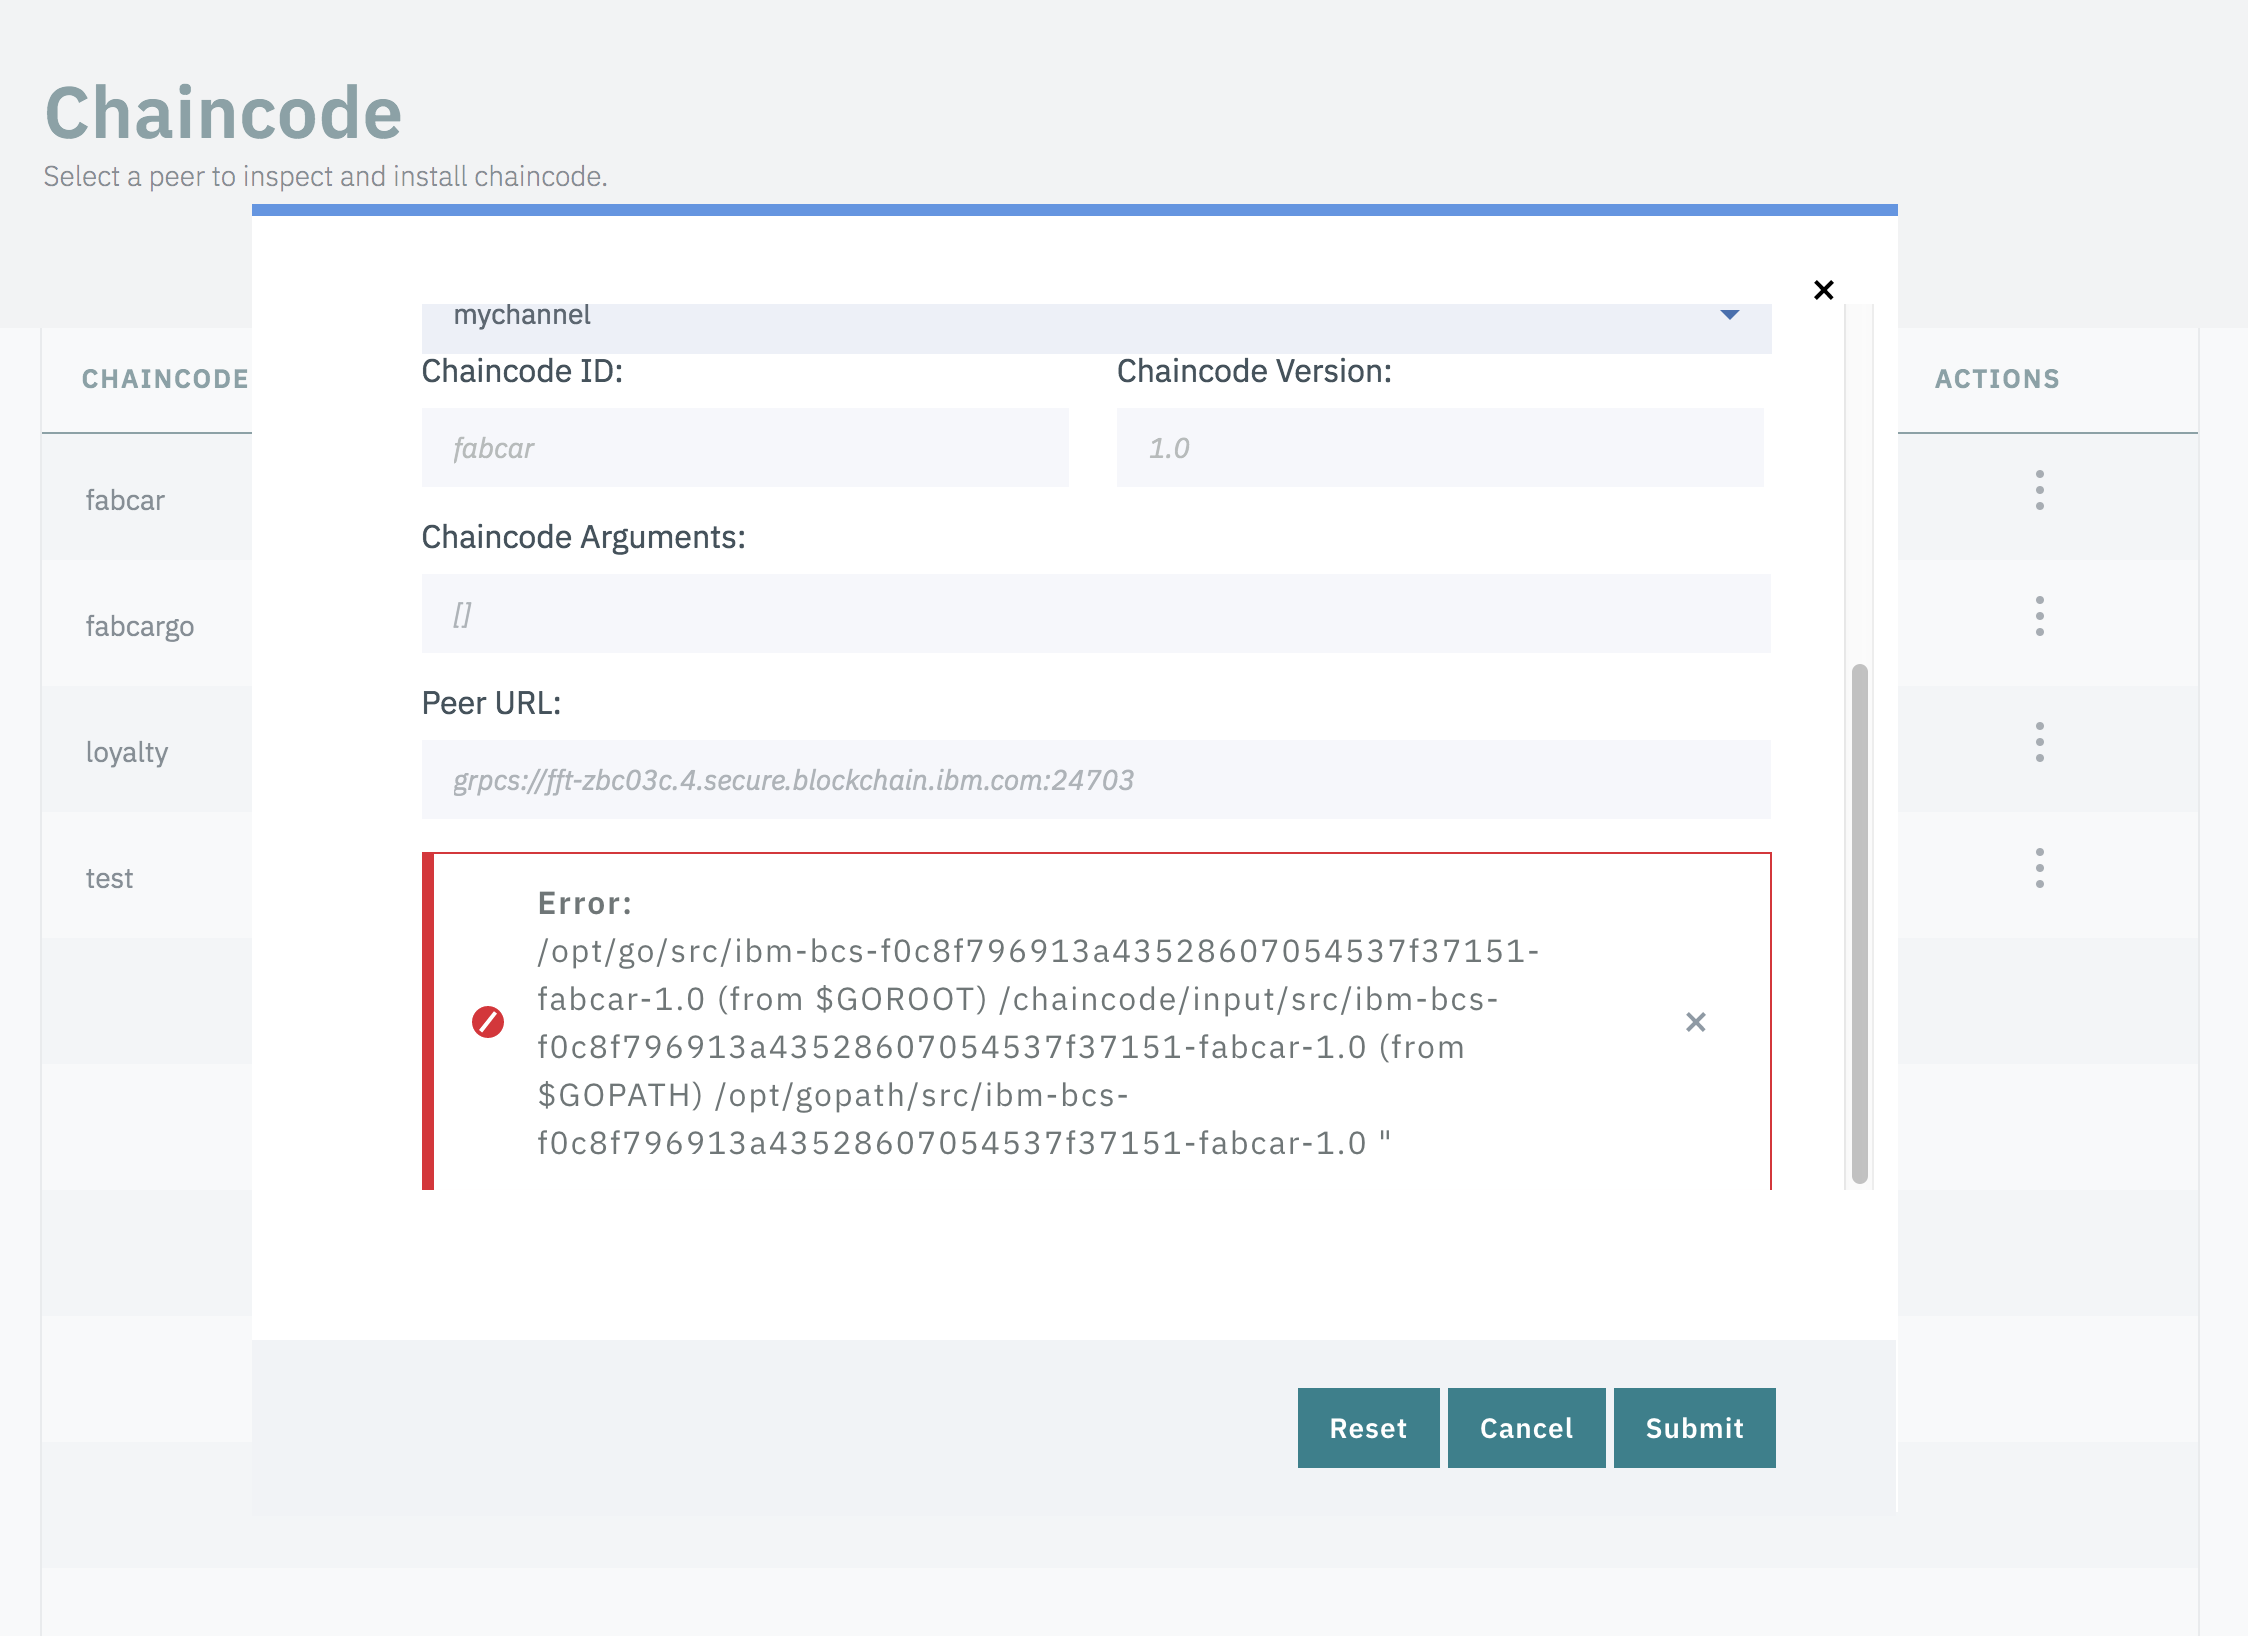 Chaincode
Select a peer to inspect and install chaincode.
mychannel
CHAINCODE
ACTIONS
Chaincode ID:
Chaincode Version:
fabcar
1.0
fabcar
Chaincode Arguments:
[]
fabcargo
Peer URL:
loyalty
grpcs://fft-zbc03c.4.secure.blockchain.ibm.com:24703
test
Error:
/opt/go/src/ibm-bcs-f0c8f796913a43528607054537f37151-
fabcar-1.0 (from $GOROOT) /chaincode/input/src/ibm-bcs-
f0c8f796913a43528607054537f37151-fabcar-1.0 (from
$GOPATH) /opt/gopath/src/ibm-bcs-
f0c8f796913a43528607054537f37151-fabcar-1.0 "
Reset
Cancel
Submit